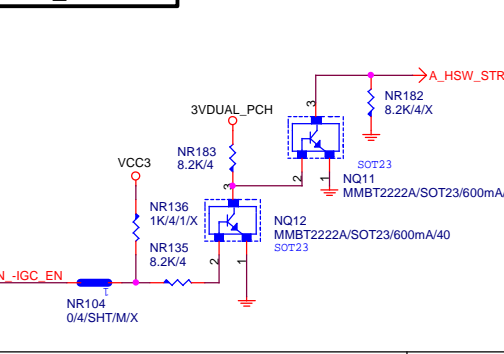 A_HSW_STR
NR182
8.2K/4/X
3
3VDUAL_PCH
NR183
8.2K/4
SOT23
2
1
NQ11
MMBT2222A/SOT23/600mA/
VCC3
3
NR136
1K/4/1/X
NQ12
MMBT2222A/SOT23/600mA/40
SOT23
NR135
8.2K/4
2
1
N_-IGC_EN
NR104
0/4/SHT/M/X